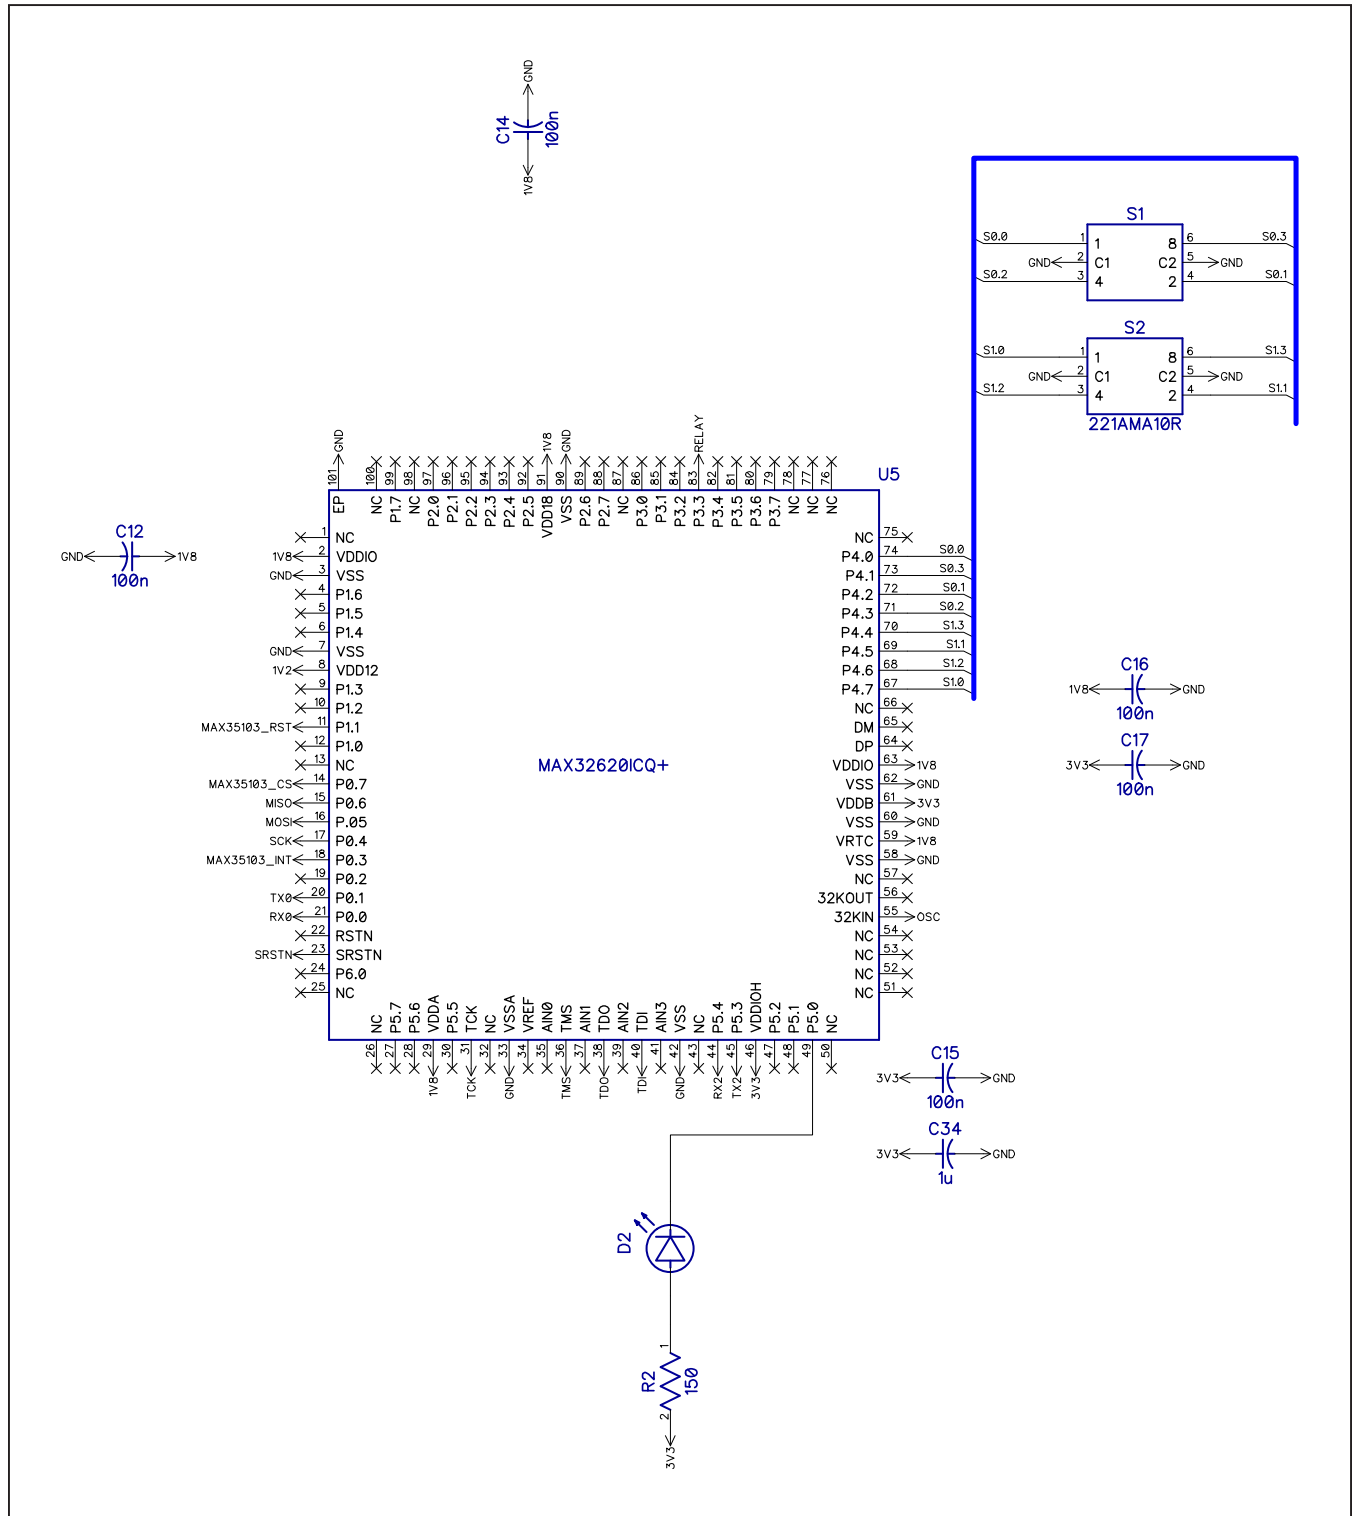 GND
C14
100n
1V8
S1
S0.0 1 1 8 6 S0.3
GND 2 C1 C2 5 GND
S0.2 3 4 2 4 S0.1
S2
S1.0 1 1 8 6 S1.3
GND 2 C1 C2 5 GND
S1.2 3 4 2 4 S1.1
221AMA10R
U5
GND 1V8 GND RELAY
101 100 99 98 97 96 95 94 93 92 91 90 89 88 87 86 85 84 83 82 81 80 79 78 77 76
EP NC P1.7 NC P2.0 P2.1 P2.2 P2.3 P2.4 P2.5 VDD18 VSS P2.6 P2.7 NC P3.0 P3.1 P3.2 P3.3 P3.4 P3.5 P3.6 P3.7 NC NC NC
C12
GND 1V8
100n
1 NC
1V8 2 VDDIO
GND 3 VSS
4 P1.6
5 P1.5
6 P1.4
GND 7 VSS
1V2 8 VDD12
9 P1.3
10 P1.2
MAX35103_RST 11 P1.1
12 P1.0
13 NC
MAX35103_CS 14 P0.7
MISO 15 P0.6
MOSI 16 P.05
SCK 17 P0.4
MAX35103_INT 18 P0.3
19 P0.2
TX0 20 P0.1
RX0 21 P0.0
22 RSTN
SRSTN 23 SRSTN
24 P6.0
25 NC
MAX32620ICQ+
NC 75
P4.0 74 S0.0
P4.1 73 S0.3
P4.2 72 S0.1
P4.3 71 S0.2
P4.4 70 S1.3
P4.5 69 S1.1
P4.6 68 S1.2
P4.7 67 S1.0
NC 66
DM 65
DP 64
VDDIO 63 1V8
VSS 62 GND
VDDB 61 3V3
VSS 60 GND
VRTC 59 1V8
VSS 58 GND
NC 57
32KOUT 56
32KIN 55 OSC
NC 54
NC 53
NC 52
NC 51
C16
1V8 GND
100n
C17
3V3 GND
100n
NC P5.7 P5.6 VDDA P5.5 TCK NC VSSA VREF AIN0 TMS AIN1 TDO AIN2 TDI AIN3 VSS NC P5.4 P5.3 VDDIOH P5.2 P5.1 P5.0 NC
26 27 28 29 30 31 32 33 34 35 36 37 38 39 40 41 42 43 44 45 46 47 48 49 50
1V8 TCK GND TMS TDO TDI GND RX2 TX2 3V3
C15
3V3 GND
100n
C34
3V3 GND
1u
D2
1
R2
150
2
3V3